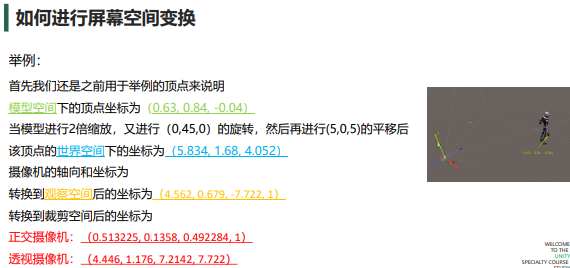 如何进行屏幕空间变换
举例：
首先我们还是之前用于举例的顶点来说明
模型空间下的顶点坐标为（0.63, 0.84, -0.04）
当模型进行2倍缩放，又进行（0,45,0）的旋转，然后再进行(5,0,5)的平移后
该顶点的世界空间下的坐标为（5.834, 1.68, 4.052）
摄像机的轴向和坐标为
转换到观察空间后的坐标为（4.562, 0.679, -7.722, 1）
转换到裁剪空间后的坐标为
正交摄像机：（0.513225, 0.1358, 0.492284, 1）
透视摄像机：（4.446, 1.176, 7.2142, 7.722）
WELCOME
TO THE
UNITY
SPECIALTY COURSE